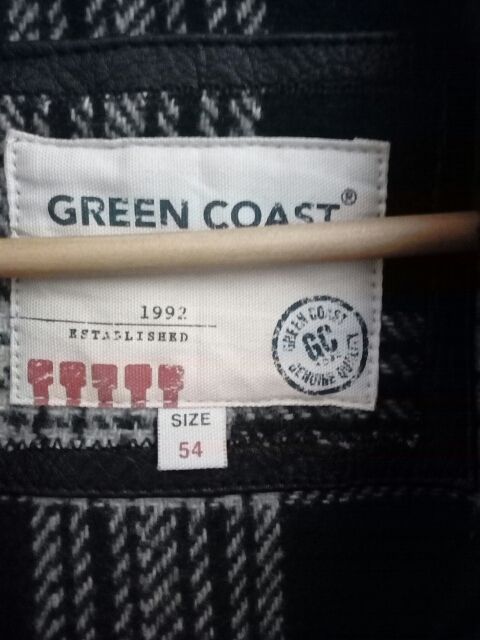 GREEN COAST®
1992
ESTABLISHED
GREEN COAST
GC
GENUINE QUALITY
SIZE
54